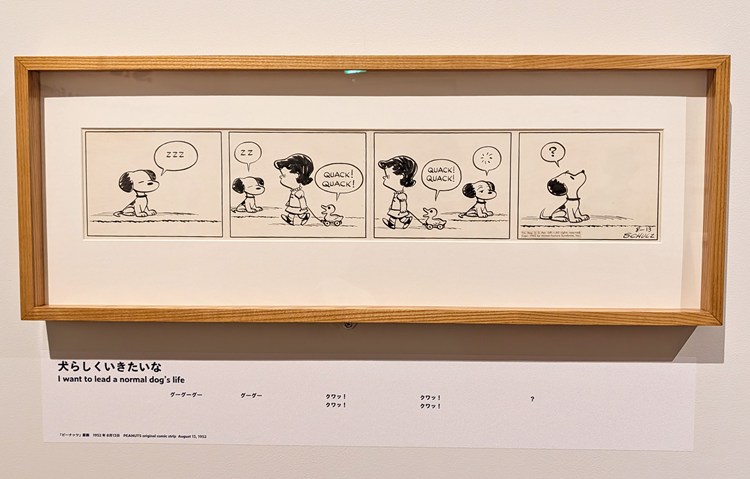 ZZZ
ZZ
QUACK!
QUACK!
QUACK!
QUACK!
?
8-13
SCHULZ
犬らしくいきたいな
I want to lead a normal dog's life
グーグーグー
グーグー
クワッ!
クワッ!
クワッ!
クワッ!
?
「ピーナッツ」原画 1952年8月13日 PEANUTS original comic strip August 13, 1952